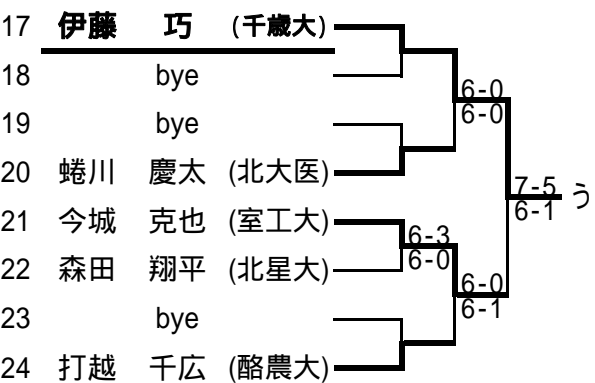 17 伊藤 巧 (千歳大)
18 bye
6-0
19 bye
6-0
20 蜷川 慶太 (北大医)
7-5
う
6-1
21 今城 克也 (室工大)
6-3
6-0
22 森田 翔平 (北星大)
6-0
6-1
23 bye
24 打越 千広 (酪農大)